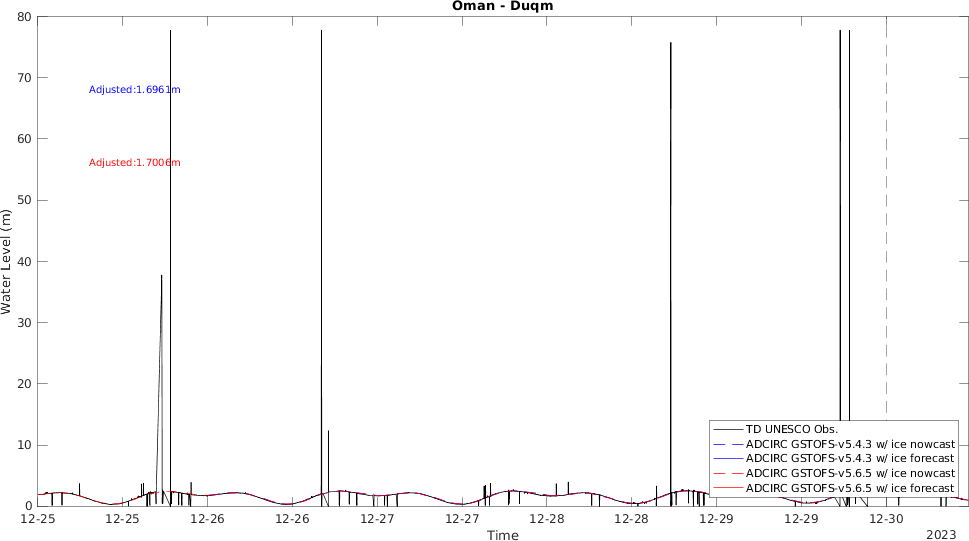 Oman - Duqm
80
70
60
50
40
30
20
10
0
Water Level (m)
Adjusted:1.6961m
Adjusted:1.7006m
TD UNESCO Obs.
ADCIRC GSTOFS-v5.4.3 w/ ice nowcast
ADCIRC GSTOFS-v5.4.3 w/ ice forecast
ADCIRC GSTOFS-v5.6.5 w/ ice nowcast
ADCIRC GSTOFS-v5.6.5 w/ ice forecast
12-25 12-25 12-26 12-26 12-27 12-27 12-28 12-28 12-29 12-29 12-30
Time
2023